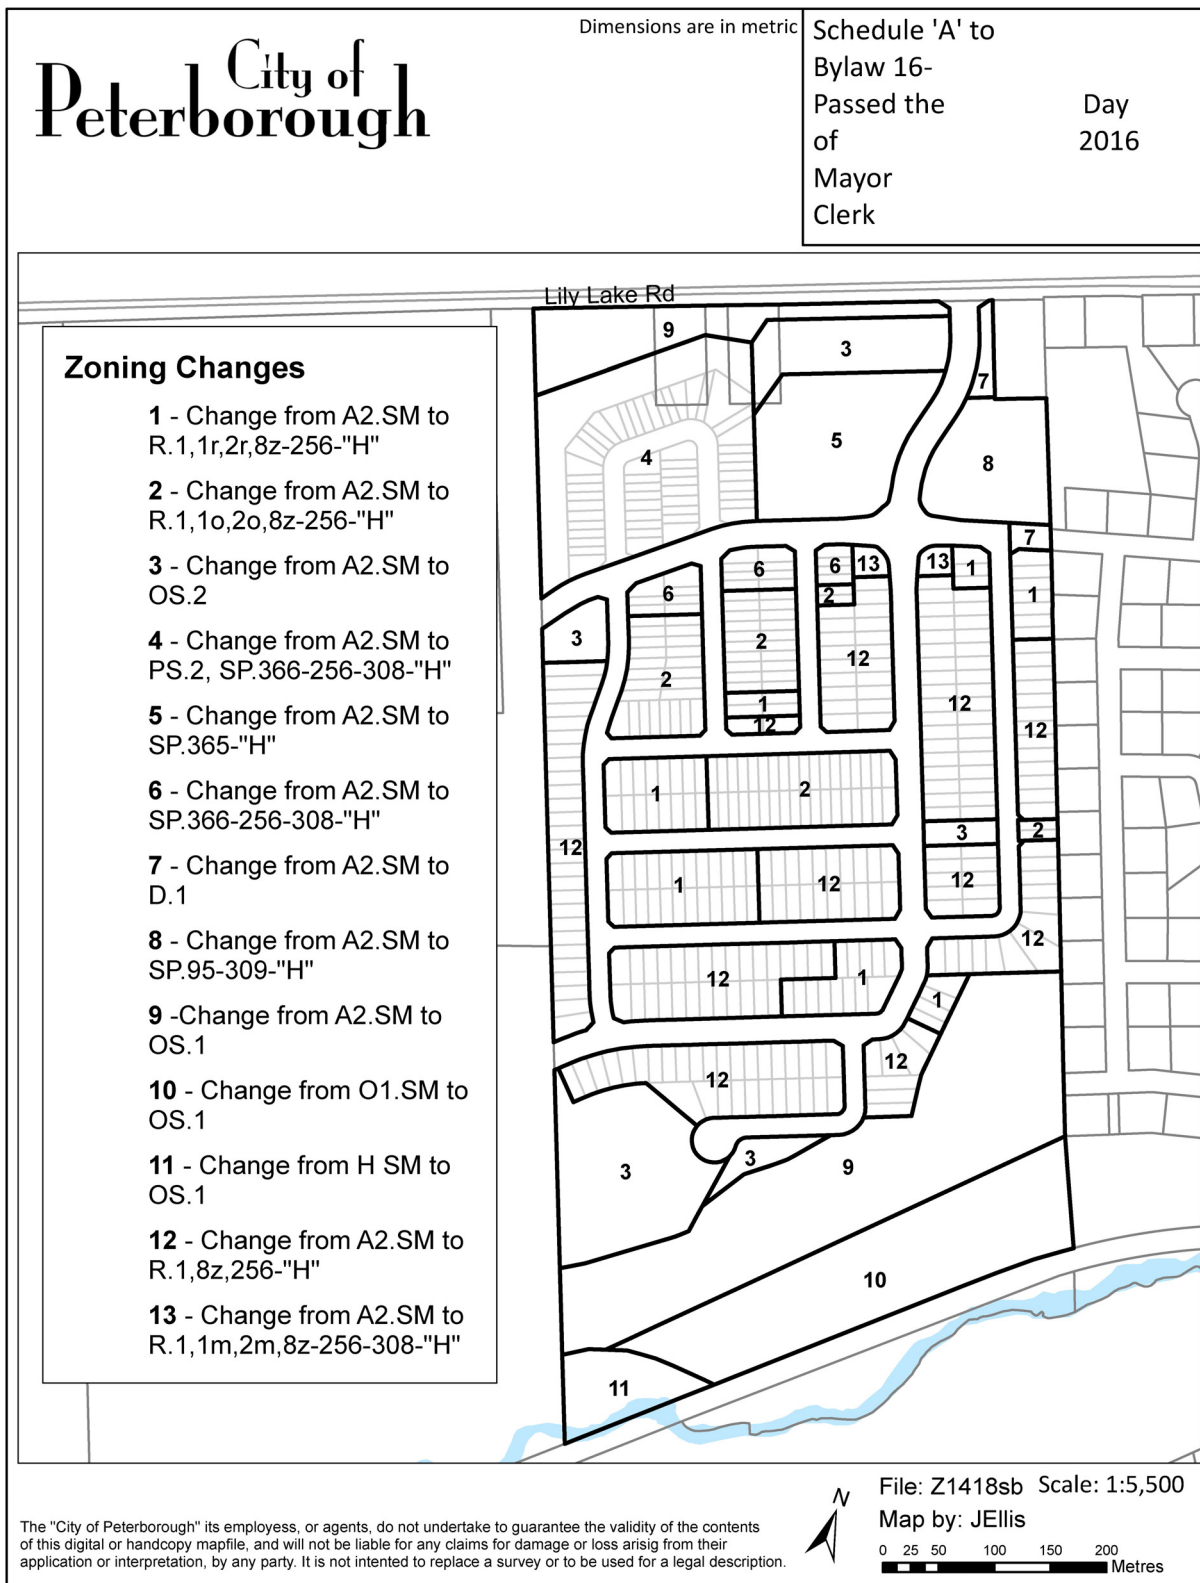 City of
Peterborough
Dimensions are in metric
Schedule 'A' to
Bylaw 16-
Passed the Day
of 2016
Mayor
Clerk
Lily Lake Rd
Zoning Changes
1 - Change from A2.SM to
R.1,1r,2r,8z-256-"H"
2 - Change from A2.SM to
R.1,1o,2o,8z-256-"H"
3 - Change from A2.SM to
OS.2
4 - Change from A2.SM to
PS.2, SP.366-256-308-"H"
5 - Change from A2.SM to
SP.365-"H"
6 - Change from A2.SM to
SP.366-256-308-"H"
7 - Change from A2.SM to
D.1
8 - Change from A2.SM to
SP.95-309-"H"
9 -Change from A2.SM to
OS.1
10 - Change from O1.SM to
OS.1
11 - Change from H SM to
OS.1
12 - Change from A2.SM to
R.1,8z,256-"H"
13 - Change from A2.SM to
R.1,1m,2m,8z-256-308-"H"
9
3
7
4
5
8
7
6
6
6
13
13
1
2
1
3
2
2
12
12
12
1
12
1
2
12
3
2
1
12
12
12
12
1
1
12
12
3
3
9
10
11
The "City of Peterborough" its employess, or agents, do not undertake to guarantee the validity of the contents
of this digital or handcopy mapfile, and will not be liable for any claims for damage or loss arisig from their
application or interpretation, by any party. It is not intended to replace a survey or to be used for a legal description.
N
File: Z1418sb Scale: 1:5,500
Map by: JEllis
0 25 50 100 150 200
Metres